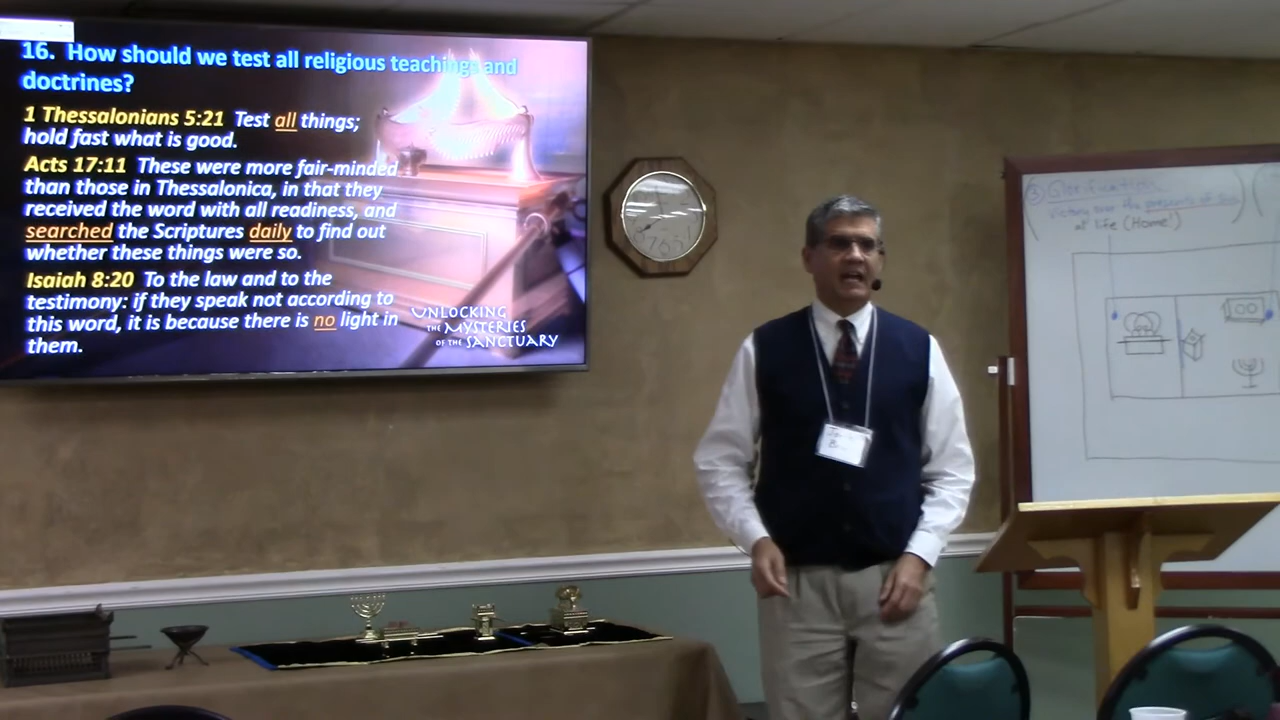 16. How should we test all religious teachings and
doctrines?
1 Thessalonians 5:21 Test all things;
hold fast what is good.
Acts 17:11 These were more fair-minded
than those in Thessalonica, in that they
received the word with all readiness, and
searched the Scriptures daily to find out
whether these things were so.
Isaiah 8:20 To the law and to the
testimony: if they speak not according to
this word, it is because there is no light in
them.
UNLOCKING
THE MYSTERIES
OF THE SANCTUARY
Victory over the
of life (Home!)